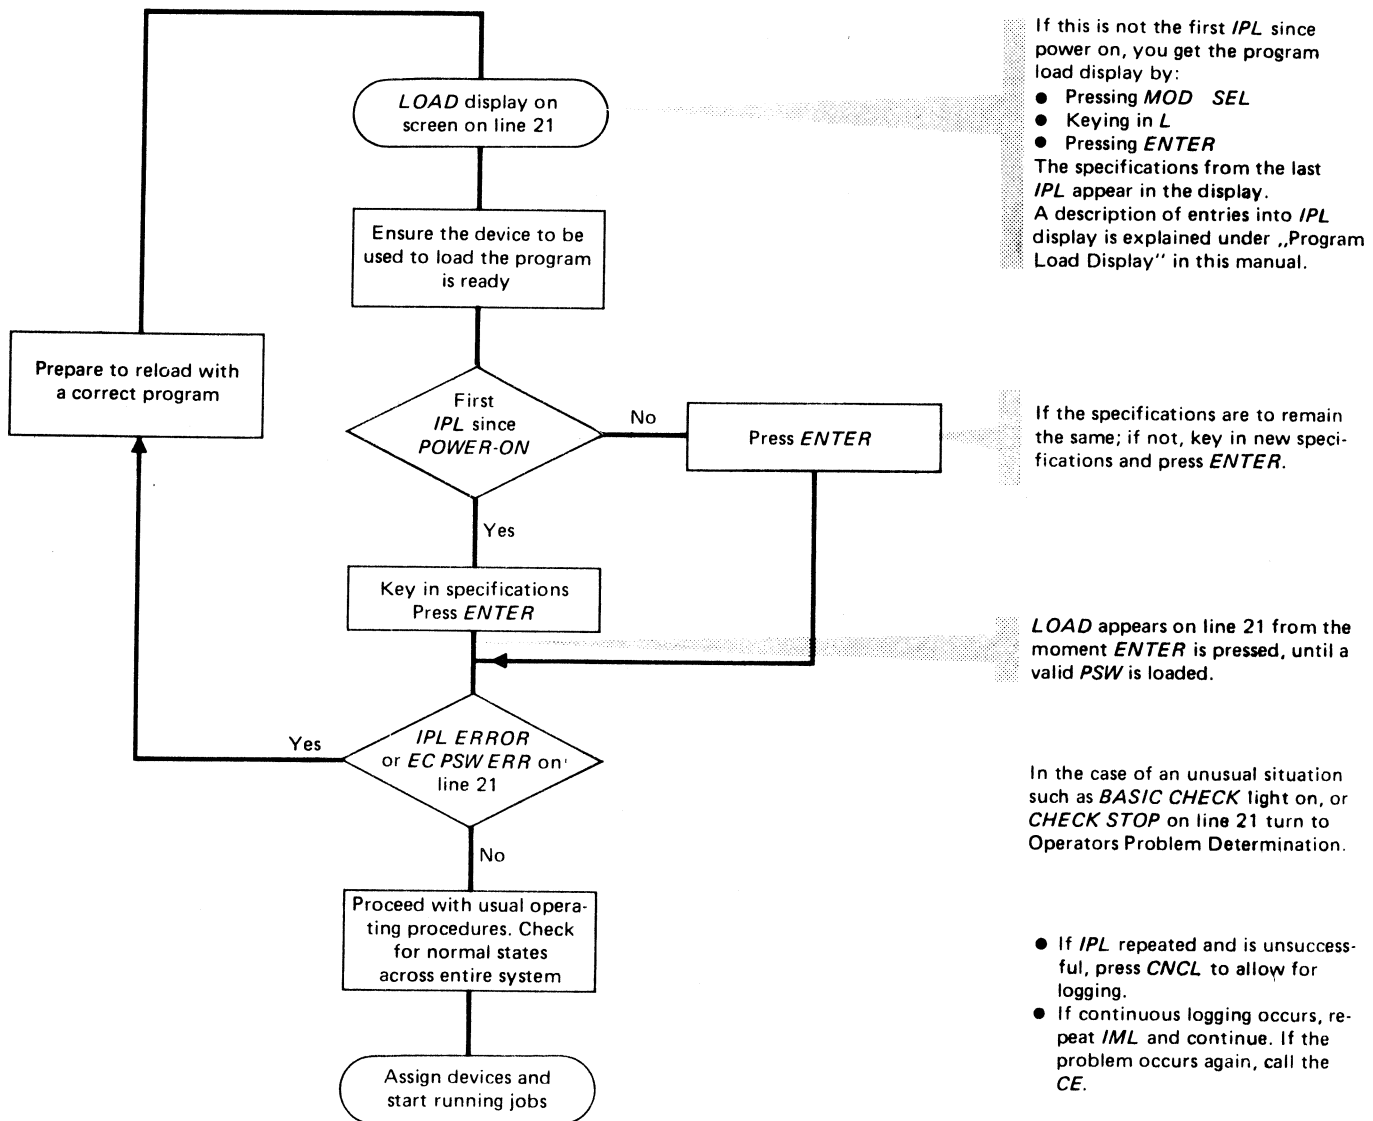 LOAD display on
screen on line 21
Ensure the device to be
used to load the program
is ready
Prepare to reload with
a correct program
First
IPL since
POWER-ON
No
Press ENTER
Yes
Key in specifications
Press ENTER
IPL ERROR
or EC PSW ERR on
line 21
Yes
No
Proceed with usual opera-
ting procedures. Check
for normal states
across entire system
Assign devices and
start running jobs
If this is not the first IPL since
power on, you get the program
load display by:
● Pressing MOD SEL
● Keying in L
● Pressing ENTER
The specifications from the last
IPL appear in the display.
A description of entries into IPL
display is explained under ,,Program
Load Display'' in this manual.
If the specifications are to remain
the same; if not, key in new speci-
fications and press ENTER.
LOAD appears on line 21 from the
moment ENTER is pressed, until a
valid PSW is loaded.
In the case of an unusual situation
such as BASIC CHECK light on, or
CHECK STOP on line 21 turn to
Operators Problem Determination.
● If IPL repeated and is unsuccess-
ful, press CNCL to allow for
logging.
● If continuous logging occurs, re-
peat IML and continue. If the
problem occurs again, call the
CE.